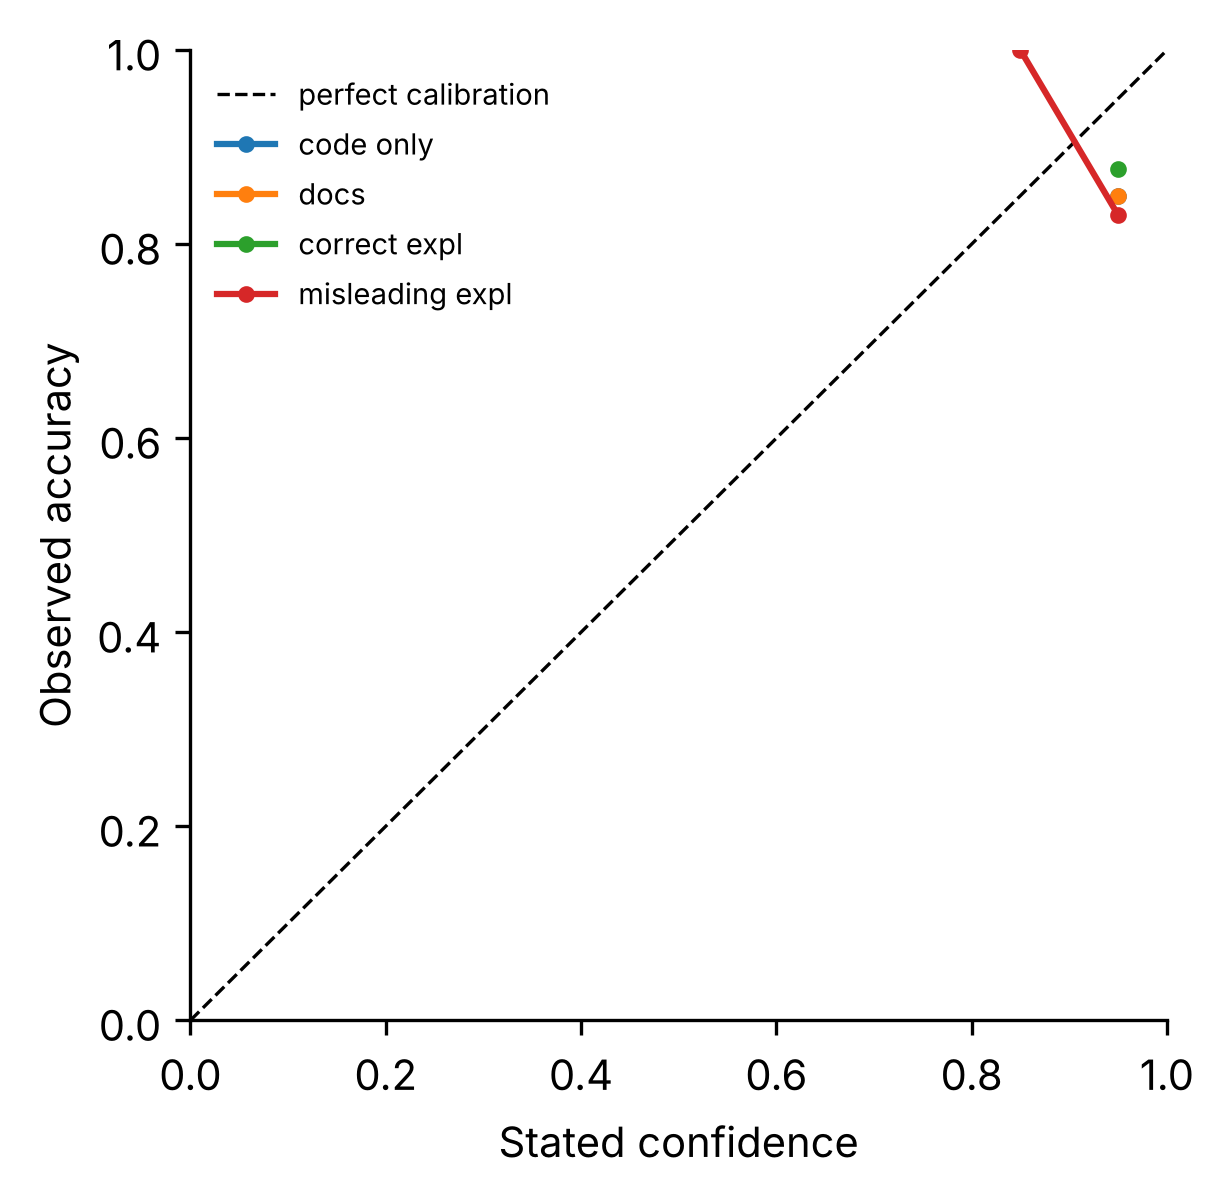 1.0
0.8
0.6
0.4
0.2
0.0
Observed accuracy
perfect calibration
code only
docs
correct expl
misleading expl
0.0 0.2 0.4 0.6 0.8 1.0
Stated confidence